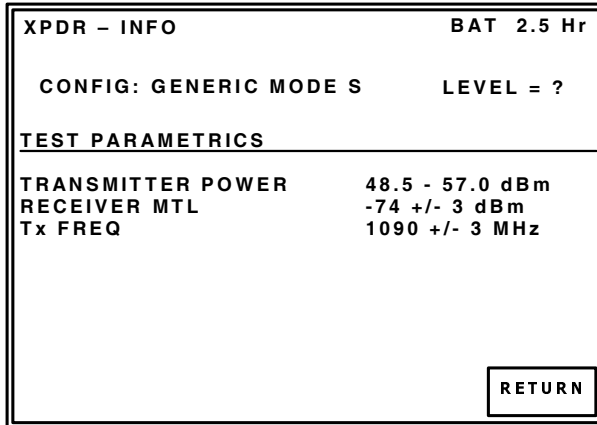 XPDR – INFO BAT 2.5 Hr
CONFIG: GENERIC MODE S LEVEL = ?
TEST PARAMETRICS
TRANSMITTER POWER 48.5 - 57.0 dBm
RECEIVER MTL -74 +/- 3 dBm
Tx FREQ 1090 +/- 3 MHz
RETURN